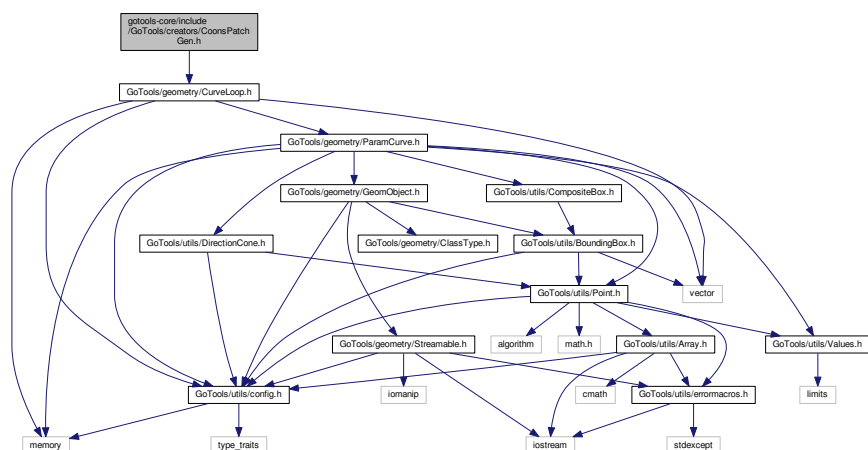 gotools-core/include
/GoTools/creators/CoonsPatch
Gen.h
GoTools/geometry/CurveLoop.h
GoTools/geometry/ParamCurve.h
GoTools/geometry/GeomObject.h
GoTools/utils/CompositeBox.h
GoTools/utils/DirectionCone.h
GoTools/geometry/ClassType.h
GoTools/utils/BoundingBox.h
GoTools/utils/Point.h
vector
GoTools/geometry/Streamable.h
algorithm
math.h
GoTools/utils/Array.h
GoTools/utils/Values.h
GoTools/utils/config.h
iomanip
cmath
GoTools/utils/errormacros.h
limits
memory
type_traits
iostream
stdexcept